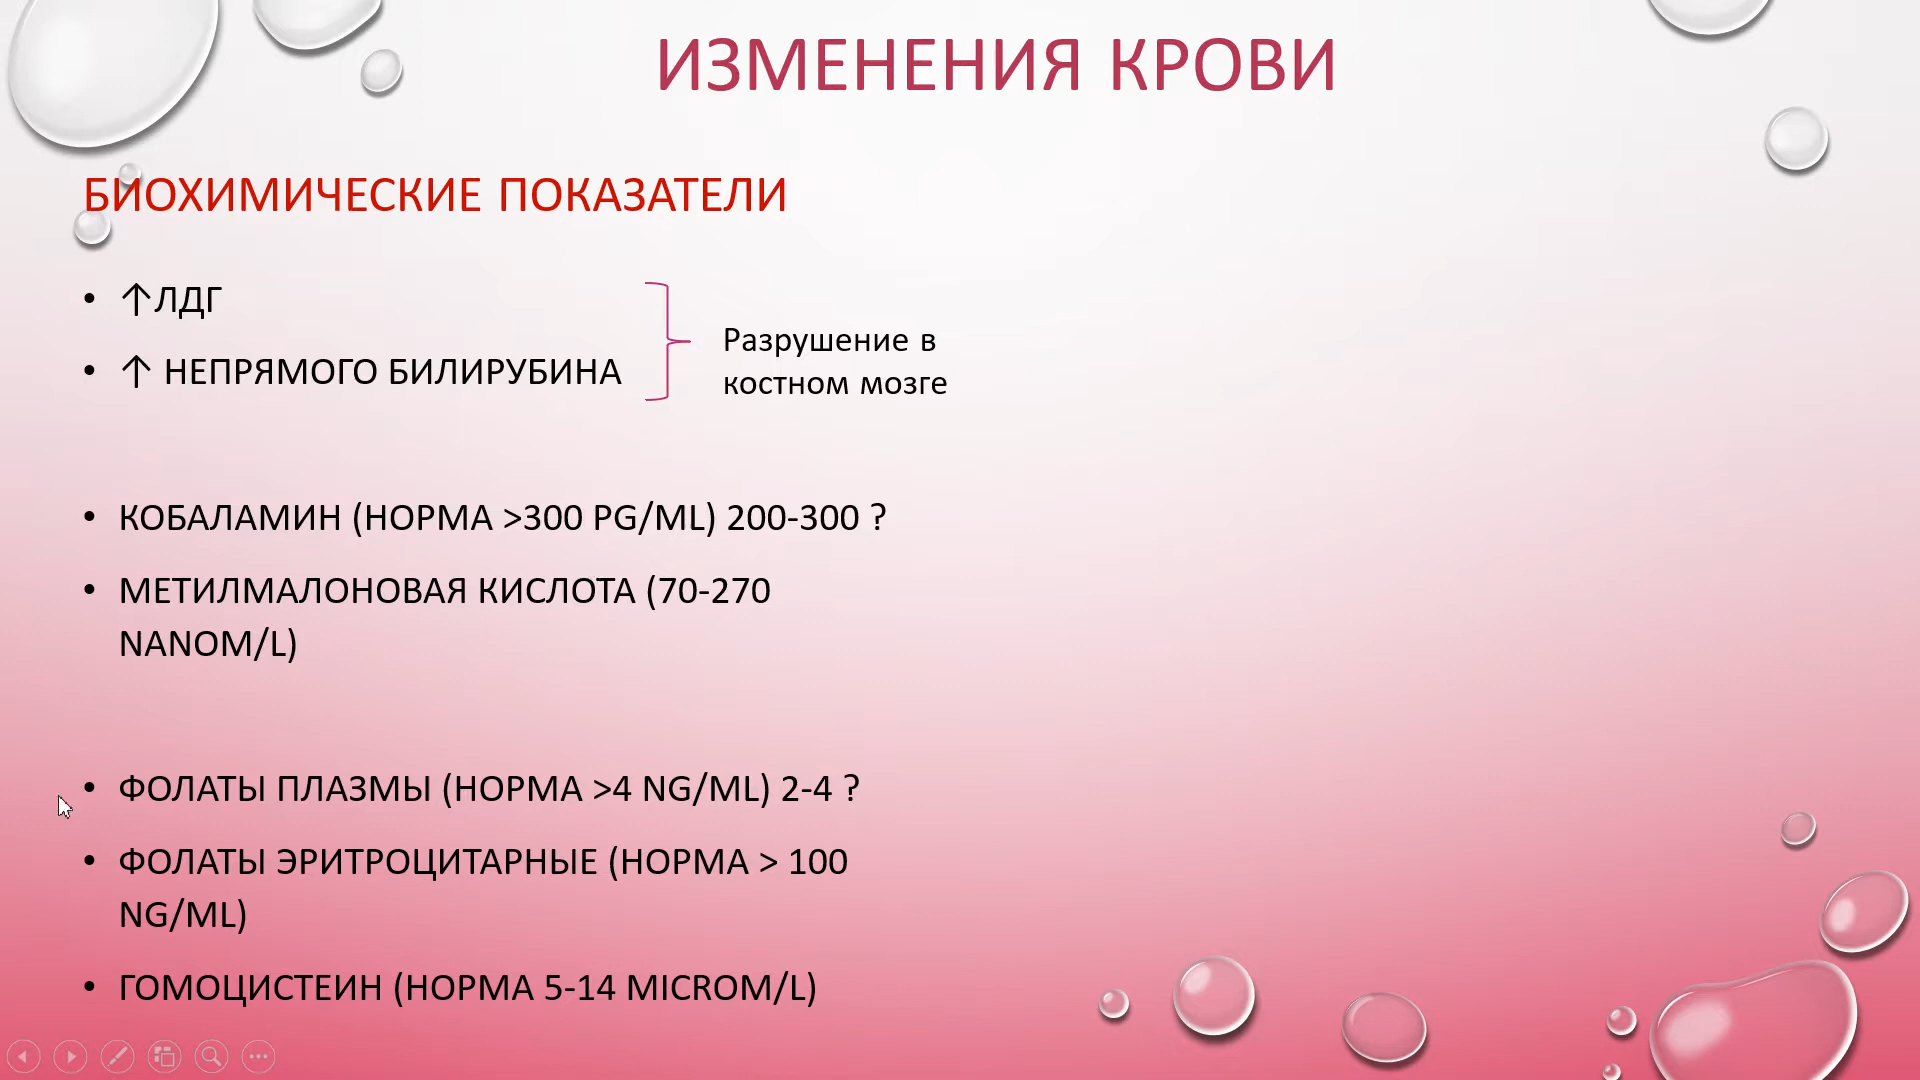 ИЗМЕНЕНИЯ КРОВИ
БИОХИМИЧЕСКИЕ ПОКАЗАТЕЛИ
• ↑ЛДГ
• ↑ НЕПРЯМОГО БИЛИРУБИНА
Разрушение в
костном мозге
• КОБАЛАМИН (НОРМА >300 PG/ML) 200-300 ?
• МЕТИЛМАЛОНОВАЯ КИСЛОТА (70-270
NANOM/L)
• ФОЛАТЫ ПЛАЗМЫ (НОРМА >4 NG/ML) 2-4 ?
• ФОЛАТЫ ЭРИТРОЦИТАРНЫЕ (НОРМА > 100
NG/ML)
• ГОМОЦИСТЕИН (НОРМА 5-14 MICROM/L)